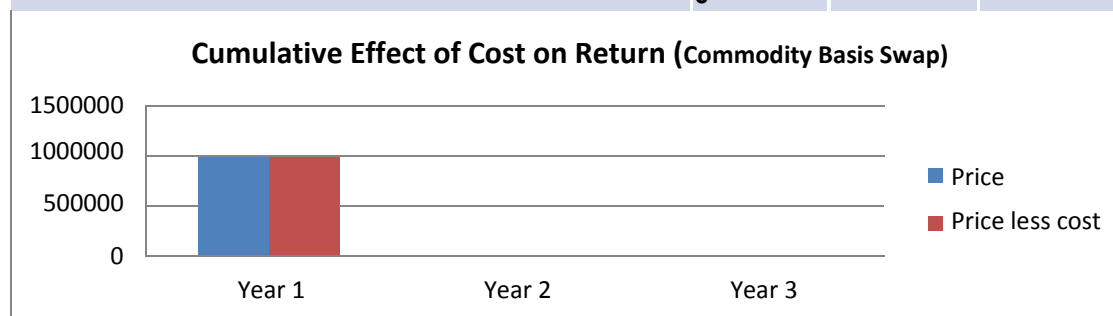 Cumulative Effect of Cost on Return (Commodity Basis Swap)
1500000
1000000
500000
0
Year 1 Year 2 Year 3
Price
Price less cost